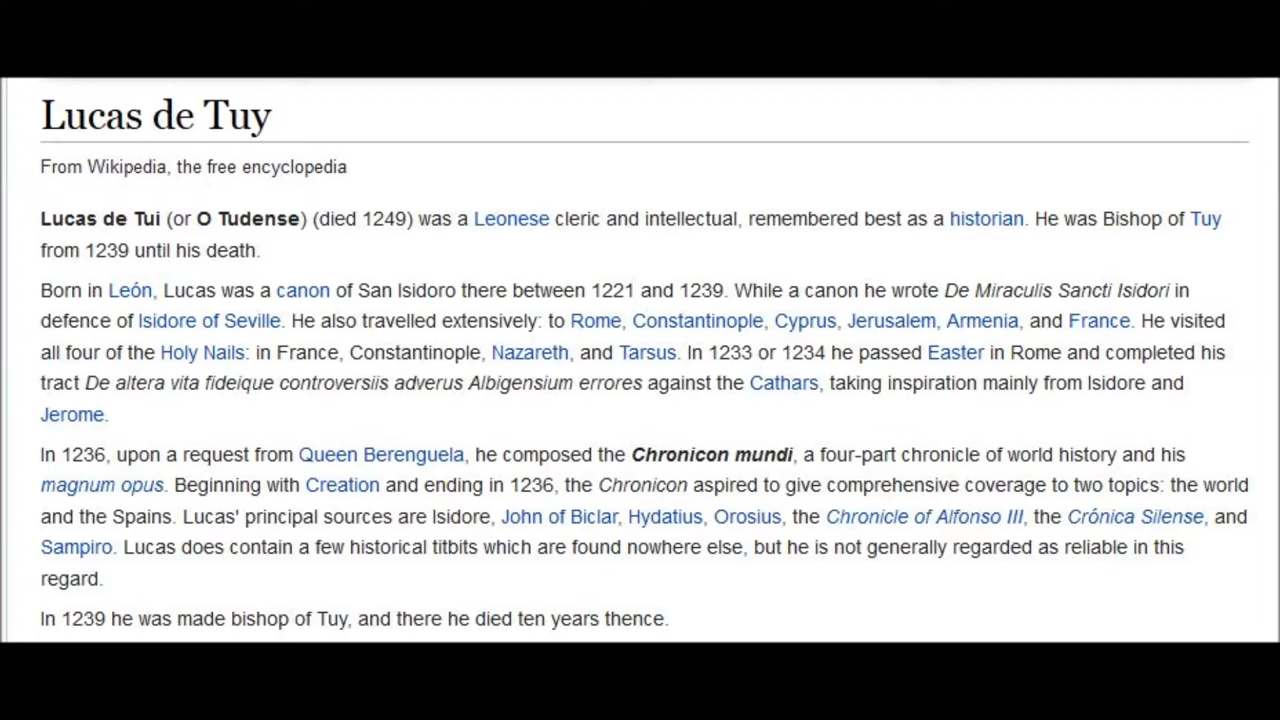 Lucas de Tuy
From Wikipedia, the free encyclopedia
Lucas de Tui (or O Tudense) (died 1249) was a Leonese cleric and intellectual, remembered best as a historian. He was Bishop of Tuy
from 1239 until his death.
Born in León, Lucas was a canon of San Isidoro there between 1221 and 1239. While a canon he wrote De Miraculis Sancti Isidori in
defence of Isidore of Seville. He also travelled extensively: to Rome, Constantinople, Cyprus, Jerusalem, Armenia, and France. He visited
all four of the Holy Nails: in France, Constantinople, Nazareth, and Tarsus. In 1233 or 1234 he passed Easter in Rome and completed his
tract De altera vita fideique controversiis adverus Albigensium errores against the Cathars, taking inspiration mainly from Isidore and
Jerome.
In 1236, upon a request from Queen Berenguela, he composed the Chronicon mundi, a four-part chronicle of world history and his
magnum opus. Beginning with Creation and ending in 1236, the Chronicon aspired to give comprehensive coverage to two topics: the world
and the Spains. Lucas' principal sources are Isidore, John of Biclar, Hydatius, Orosius, the Chronicle of Alfonso III, the Crónica Silense, and
Sampiro. Lucas does contain a few historical titbits which are found nowhere else, but he is not generally regarded as reliable in this
regard.
In 1239 he was made bishop of Tuy, and there he died ten years thence.